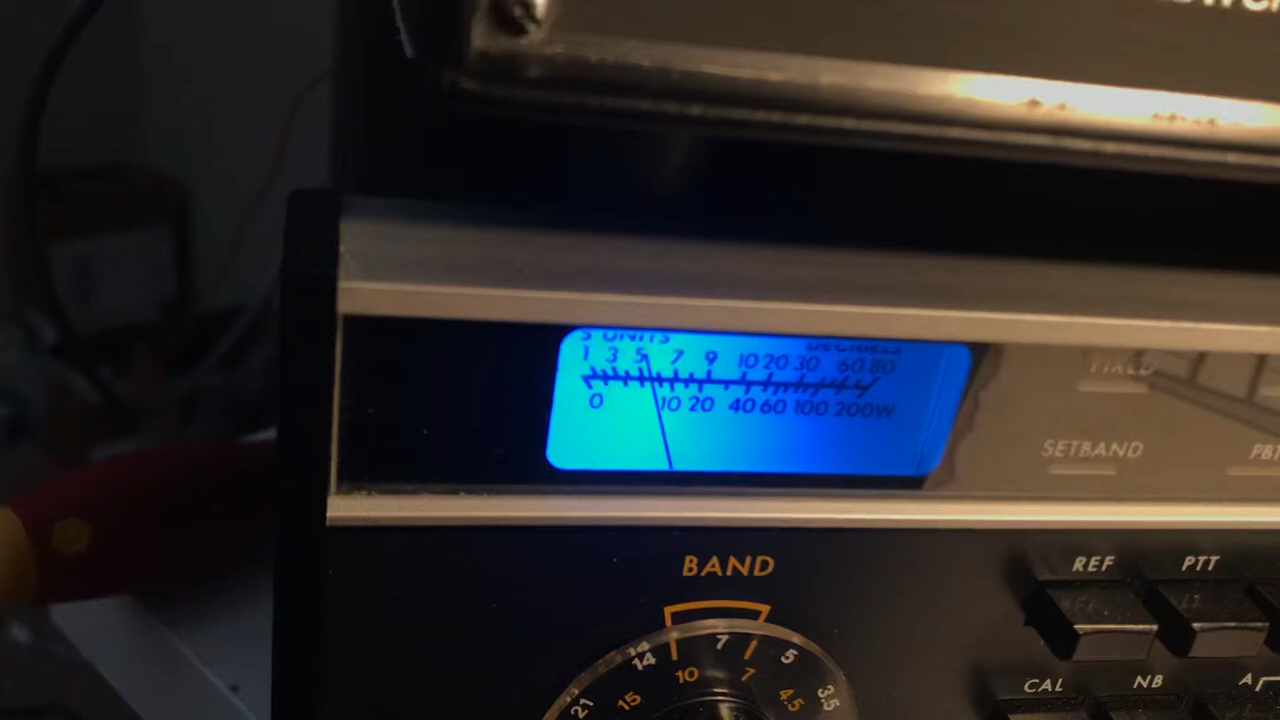 S UNITS DECIBELS
1 3 5 7 9 10 20 30 60 80
0 10 20 40 60 100 200W
FIXED
SETBAND
BAND
REF PTT
14 7 5
10 7
21 15 4.5 3.5
CAL NB A